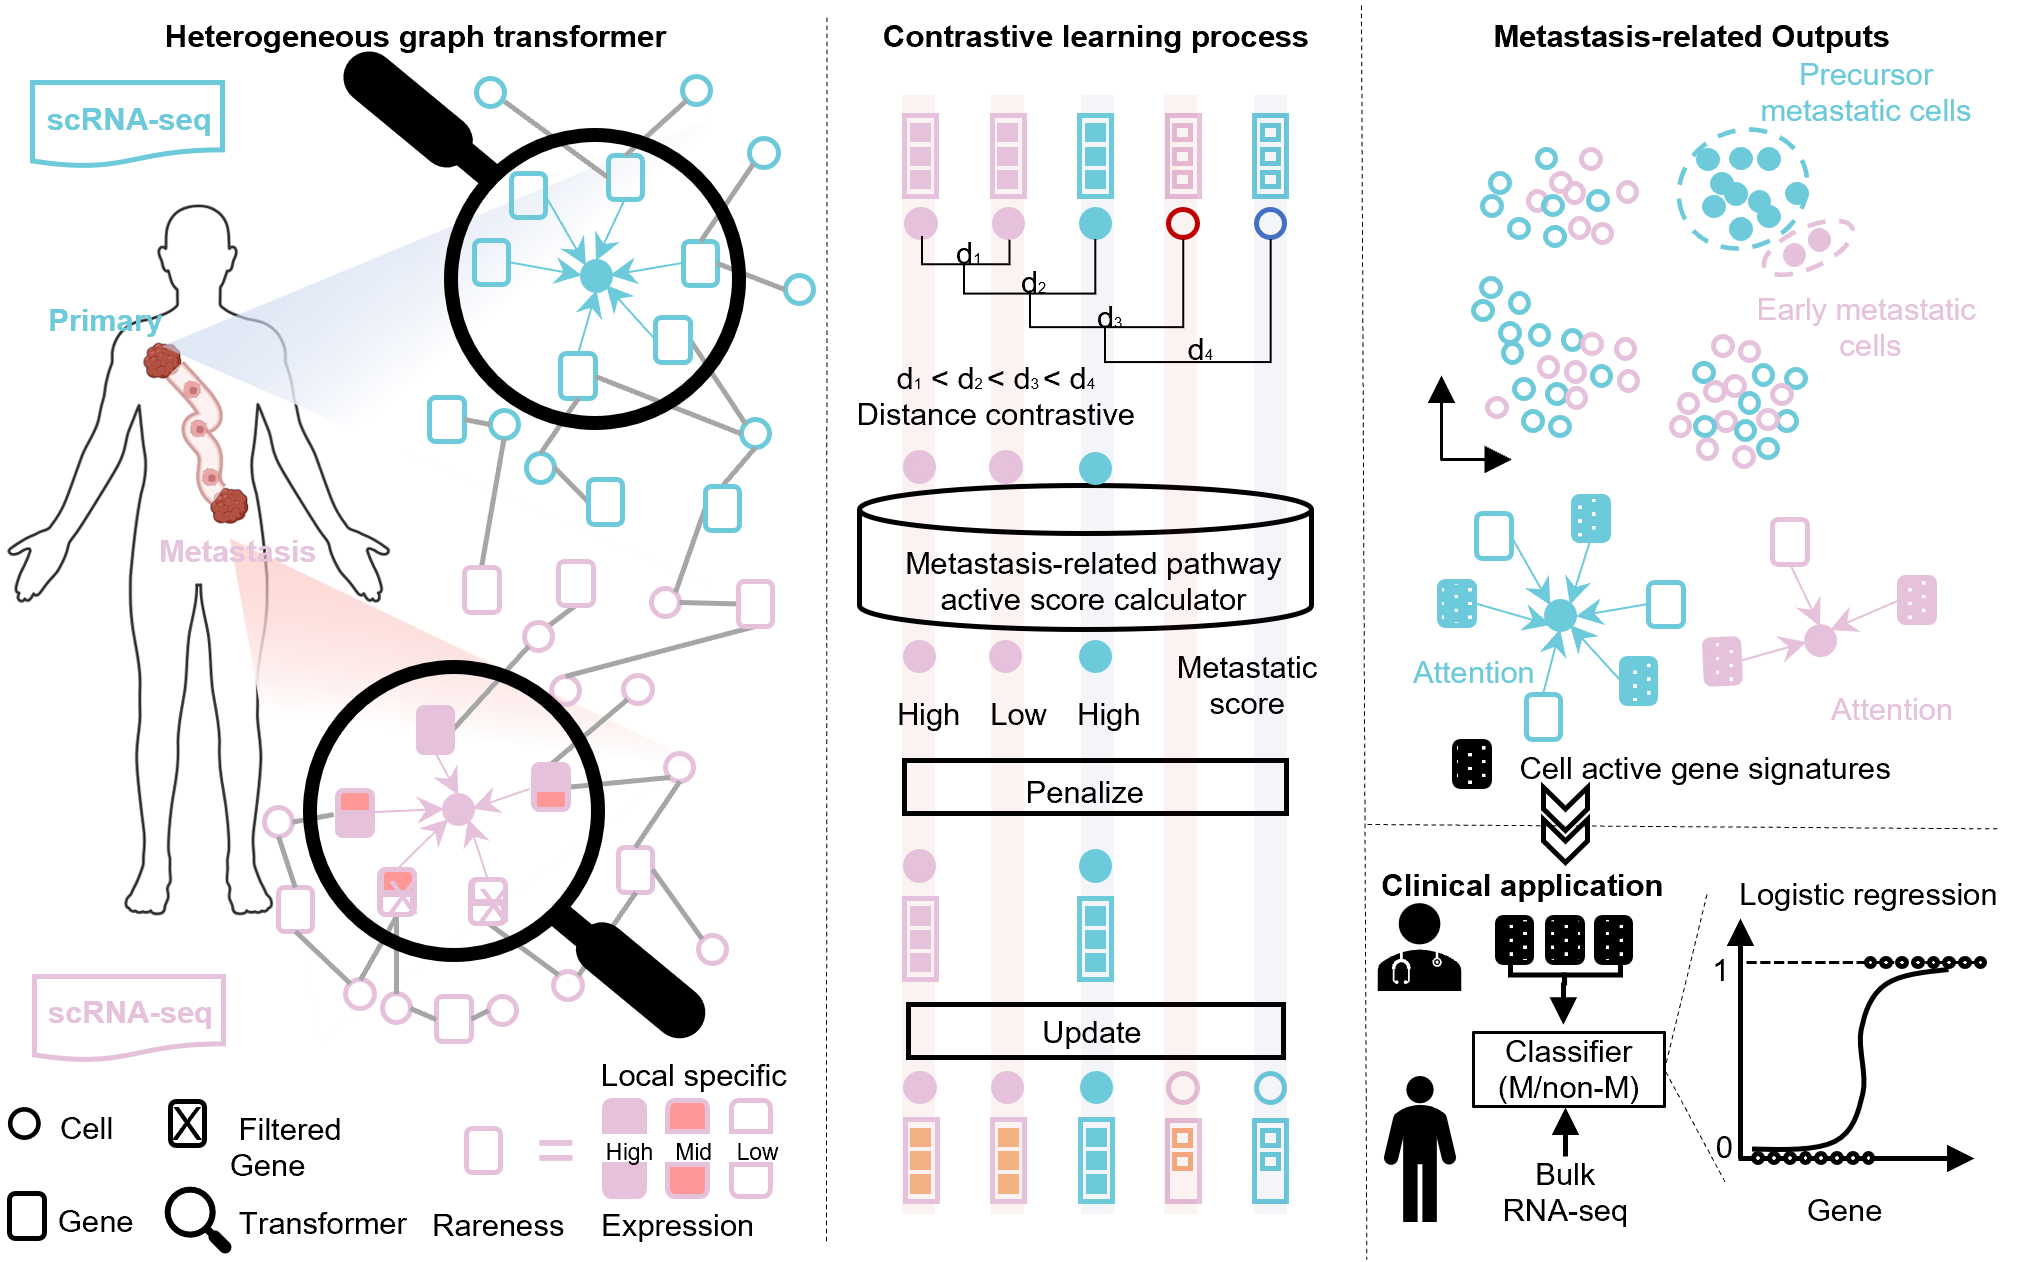 Heterogeneous graph transformer
scRNA-seq
Primary
Metastasis
scRNA-seq
Cell
Filtered
Gene
Gene
Transformer
Rareness
=
Local specific
High
Mid
Low
Expression
Contrastive learning process
d1
d2
d3
d4
d1 < d2 < d3 < d4
Distance contrastive
Metastasis-related pathway
active score calculator
Metastatic
score
High
Low
High
Penalize
Update
Metastasis-related Outputs
Precursor
metastatic cells
Early metastatic
cells
Attention
Attention
Cell active gene signatures
Clinical application
Classifier
(M/non-M)
Bulk
RNA-seq
Logistic regression
1
0
Gene